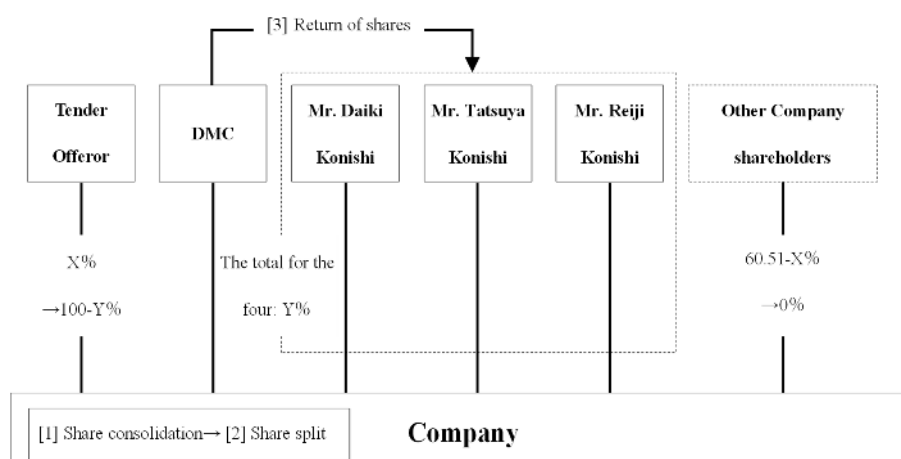 [3] Return of shares
Tender
Offeror
DMC
Mr. Daiki
Konishi
Mr. Tatsuya
Konishi
Mr. Reiji
Konishi
Other Company
shareholders
X%
→100-Y%
The total for the
four: Y%
60.51-X%
→0%
[1] Share consolidation→ [2] Share split
Company